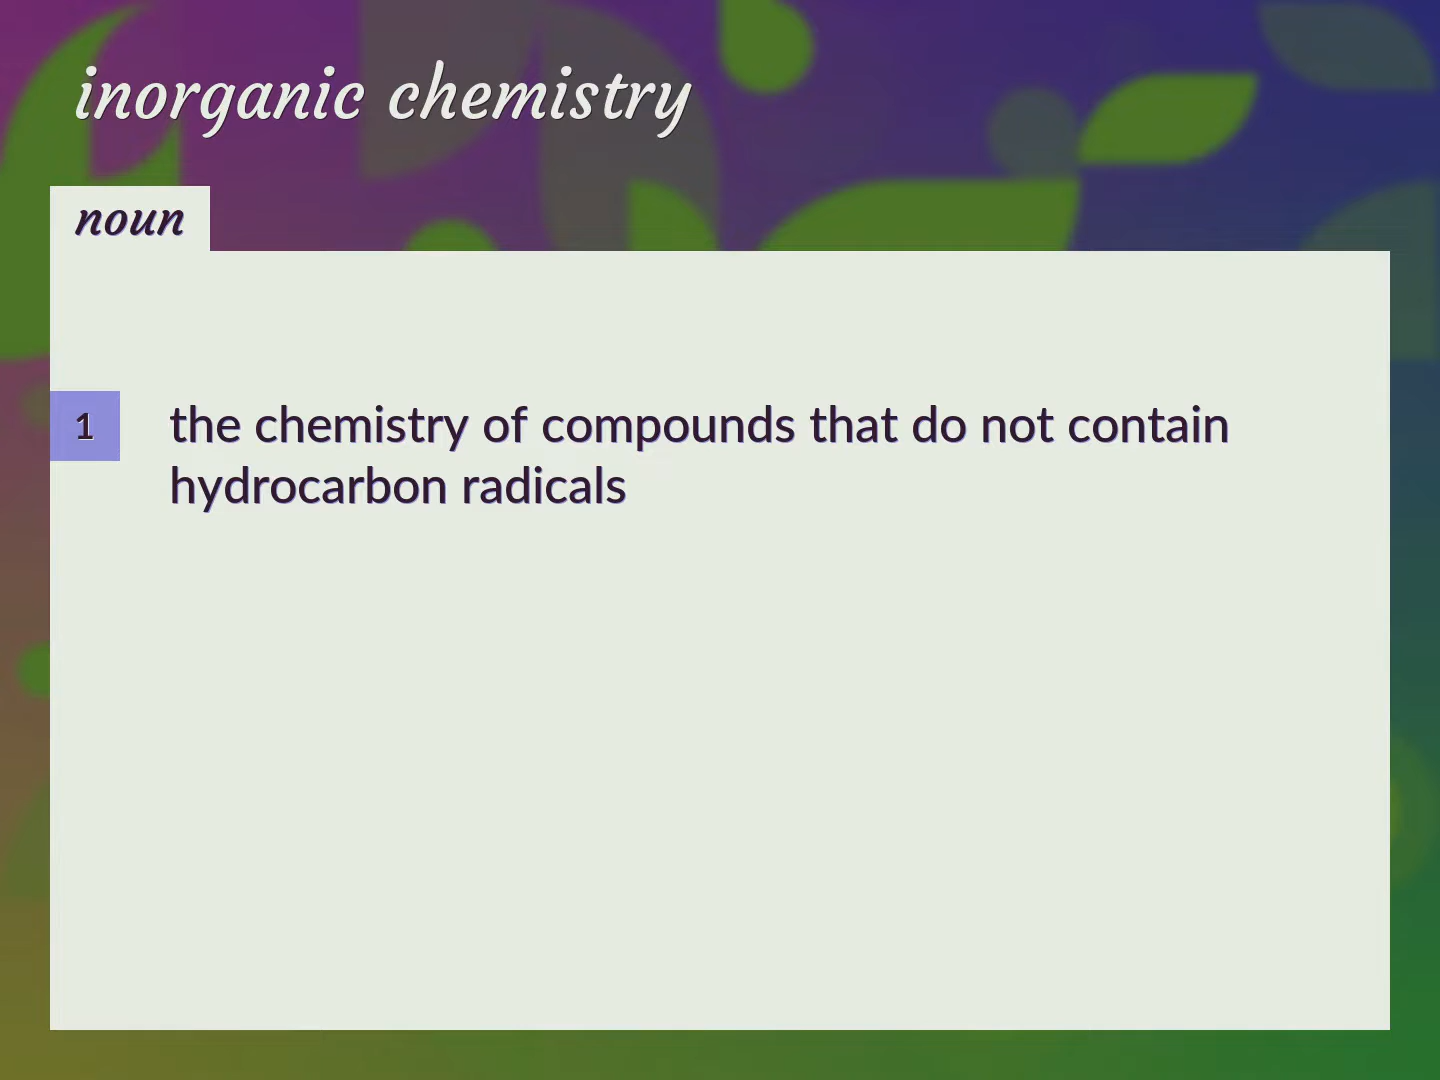 inorganic chemistry
noun
1 the chemistry of compounds that do not contain
hydrocarbon radicals